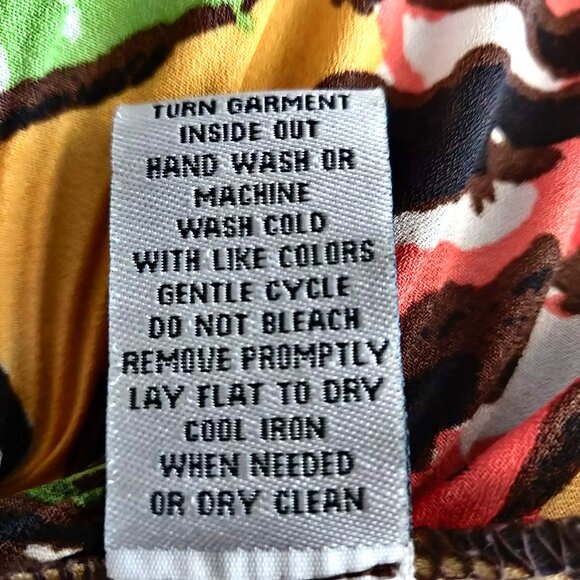 TURN GARMENT
INSIDE OUT
HAND WASH OR
MACHINE
WASH COLD
WITH LIKE COLORS
GENTLE CYCLE
DO NOT BLEACH
REMOVE PROMPTLY
LAY FLAT TO DRY
COOL IRON
WHEN NEEDED
OR DRY CLEAN